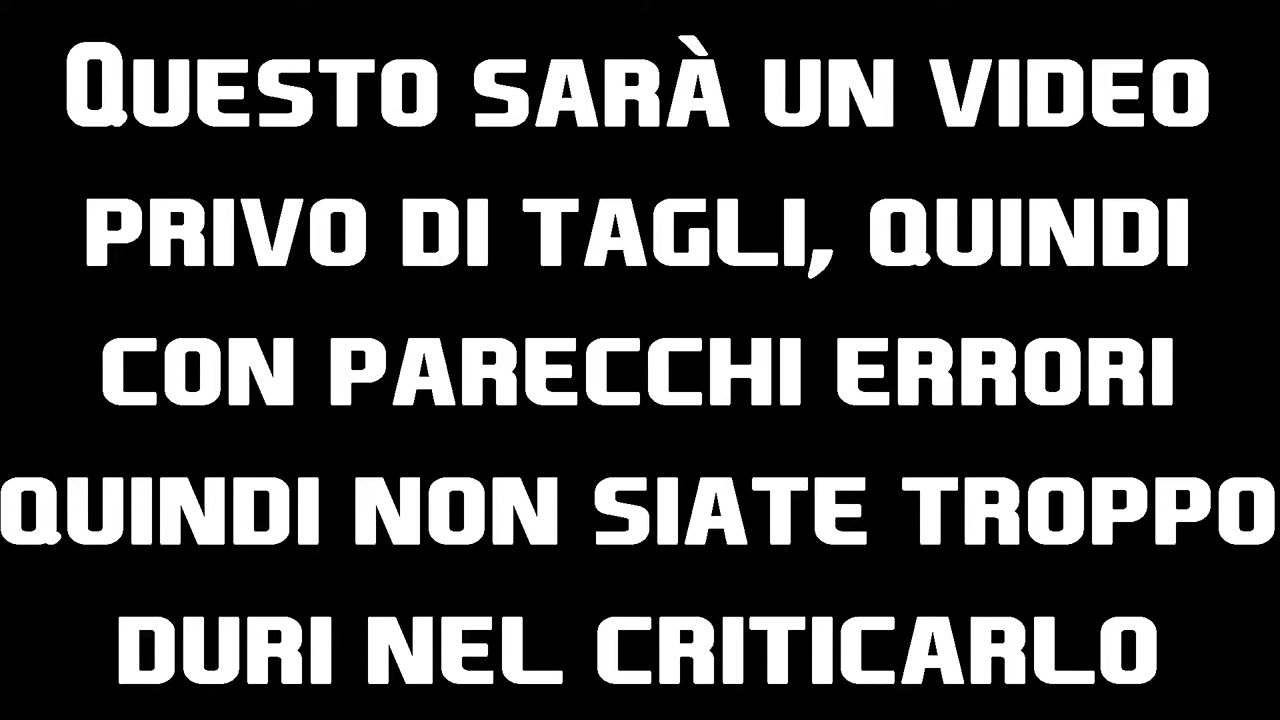 Questo sarà un video
privo di tagli, quindi
con parecchi errori
quindi non siate troppo
duri nel criticarlo